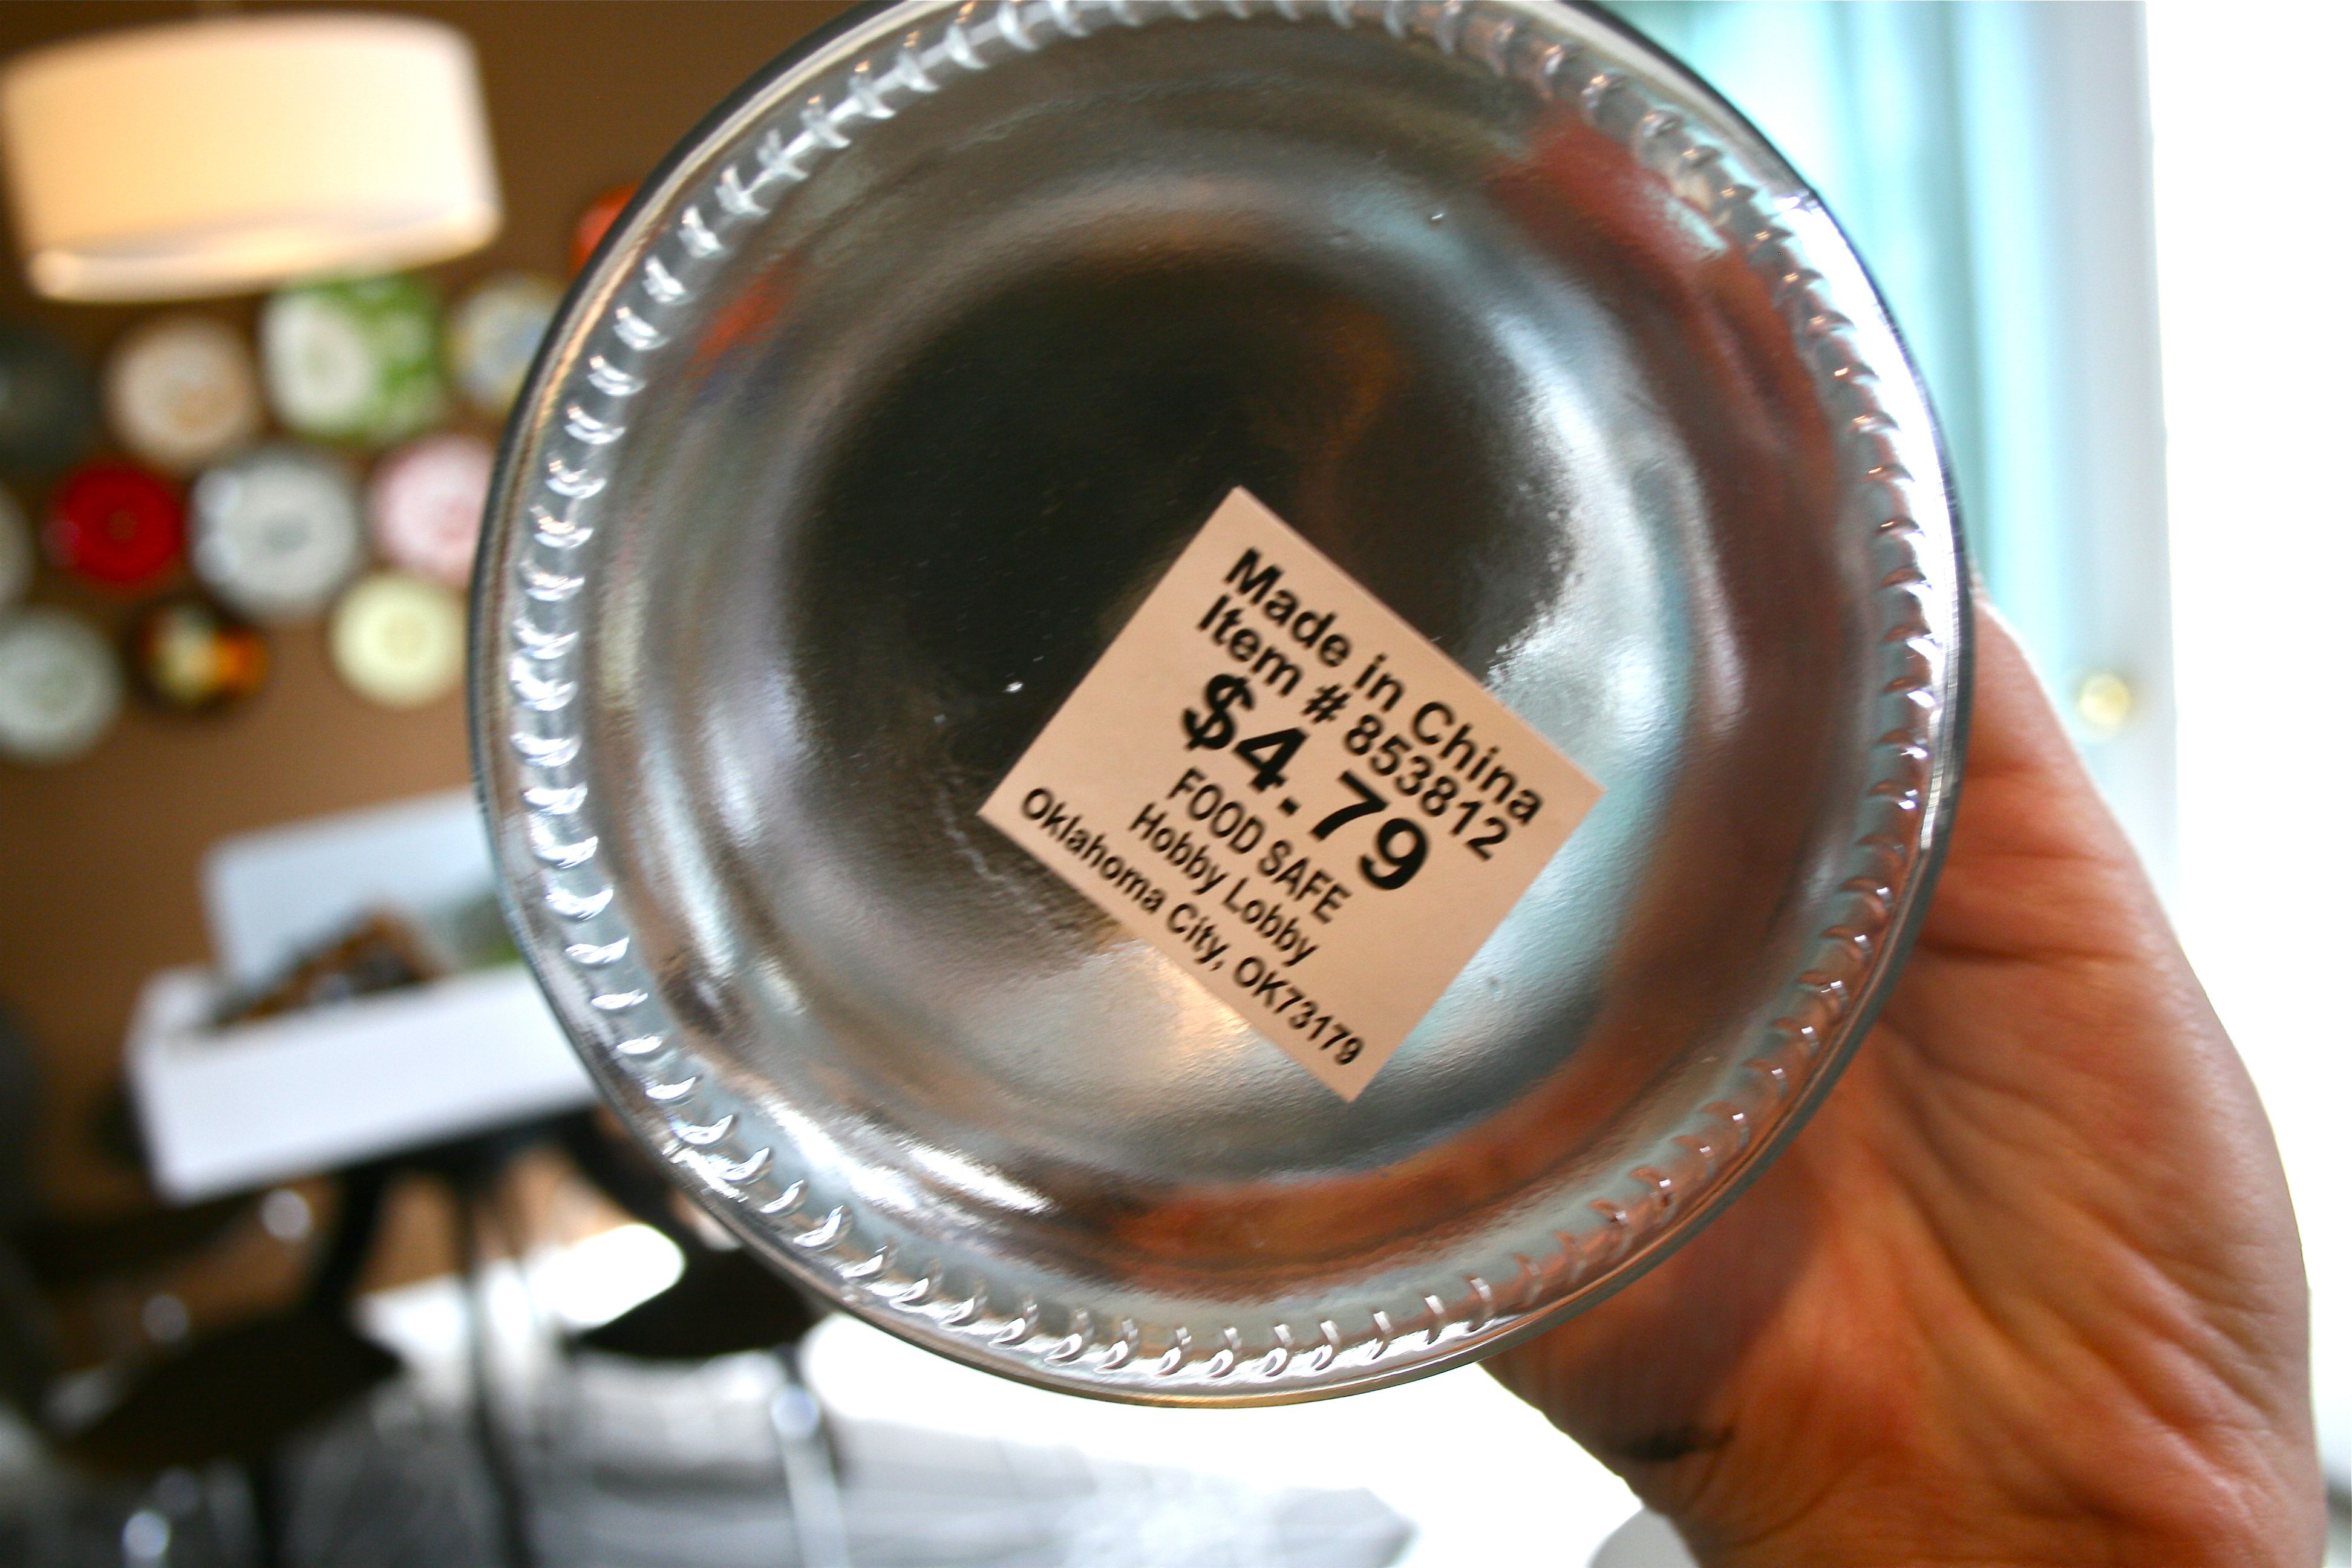 Made in China
Item # 853812
$4.79
FOOD SAFE
Hobby Lobby
Oklahoma City, OK73179